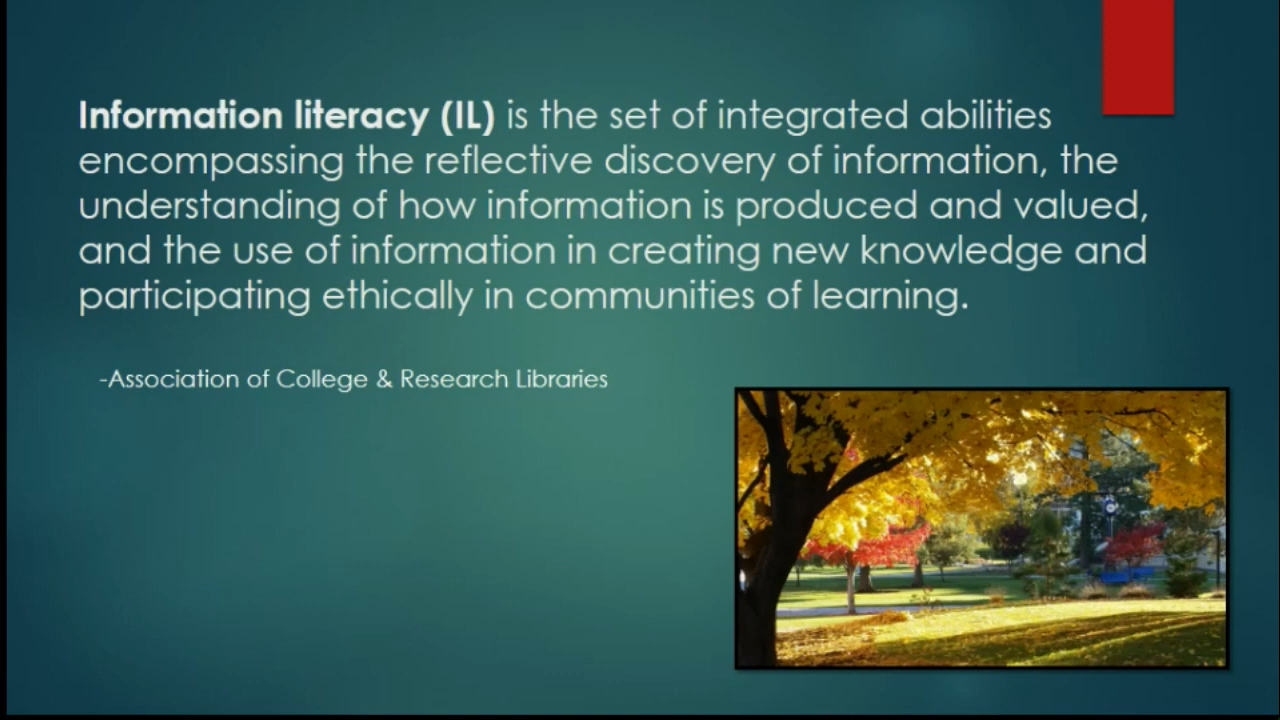 Information literacy (IL) is the set of integrated abilities
encompassing the reflective discovery of information, the
understanding of how information is produced and valued,
and the use of information in creating new knowledge and
participating ethically in communities of learning.
-Association of College & Research Libraries